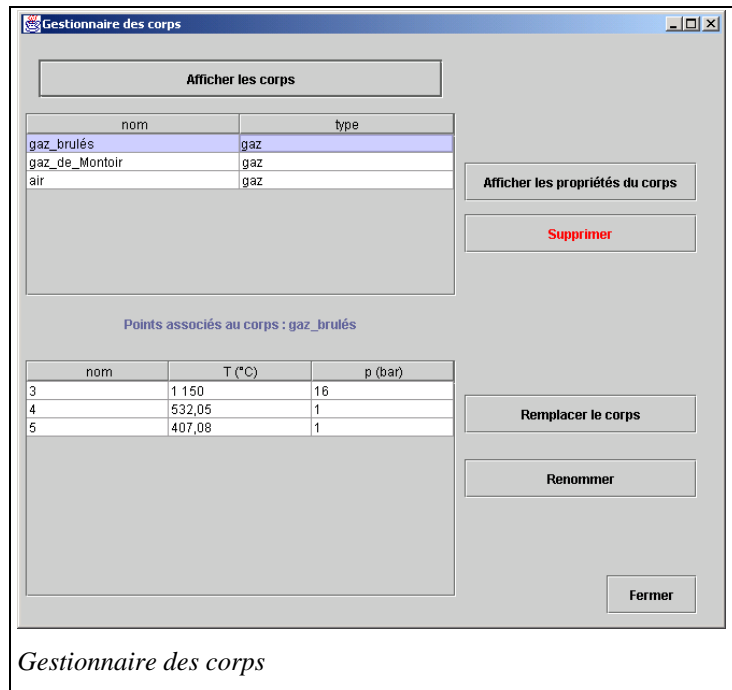 Gestionnaire des corps
Afficher les corps
nom type
gaz_brulés gaz
gaz_de_Montoir gaz
air gaz
Afficher les propriétés du corps
Supprimer
Points associés au corps : gaz_brulés
nom T (°C) p (bar)
3 1 150 16
4 532,05 1
5 407,08 1
Remplacer le corps
Renommer
Fermer
Gestionnaire des corps